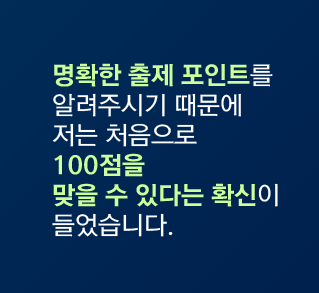 명확한 출제 포인트를
알려주시기 때문에
저는 처음으로
100점을
맞을 수 있다는 확신이
들었습니다.